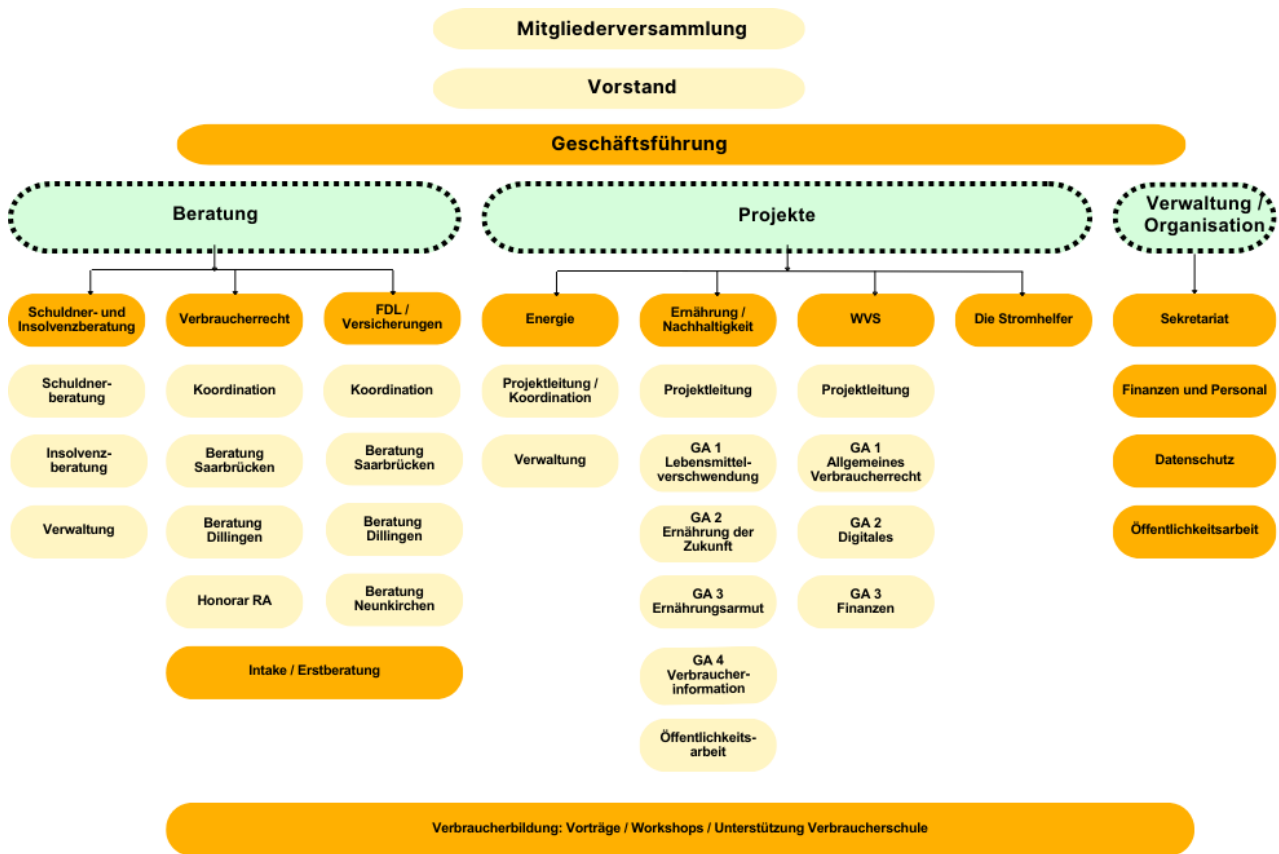 Mitgliederversammlung
Vorstand
Geschäftsführung
Beratung
Projekte
Verwaltung /
Organisation
Schuldner- und
Insolvenzberatung
Verbraucherrecht
FDL /
Versicherungen
Energie
Ernährung /
Nachhaltigkeit
WVS
Die Stromhelfer
Sekretariat
Schuldner-
beratung
Koordination
Koordination
Projektleitung /
Koordination
Projektleitung
Projektleitung
Finanzen und Personal
Insolvenz-
beratung
Beratung
Saarbrücken
Beratung
Saarbrücken
Verwaltung
GA 1
Lebensmittel-
verschwendung
GA 1
Allgemeines
Verbraucherrecht
Datenschutz
Verwaltung
Beratung
Dillingen
Beratung
Dillingen
GA 2
Ernährung der
Zukunft
GA 2
Digitales
Öffentlichkeitsarbeit
Honorar RA
Beratung
Neunkirchen
GA 3
Ernährungsarmut
GA 3
Finanzen
Intake / Erstberatung
GA 4
Verbraucher-
information
Öffentlichkeits-
arbeit
Verbraucherbildung: Vorträge / Workshops / Unterstützung Verbraucherschule